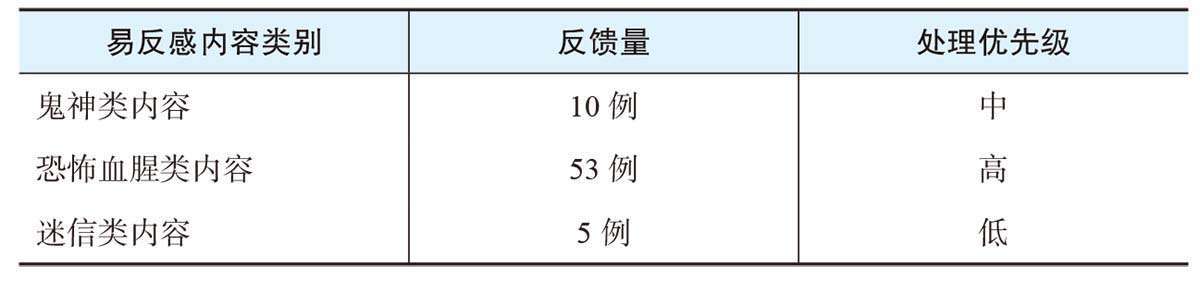 易反感内容类别 反馈量 处理优先级
鬼神类内容 10 例 中
恐怖血腥类内容 53 例 高
迷信类内容 5 例 低